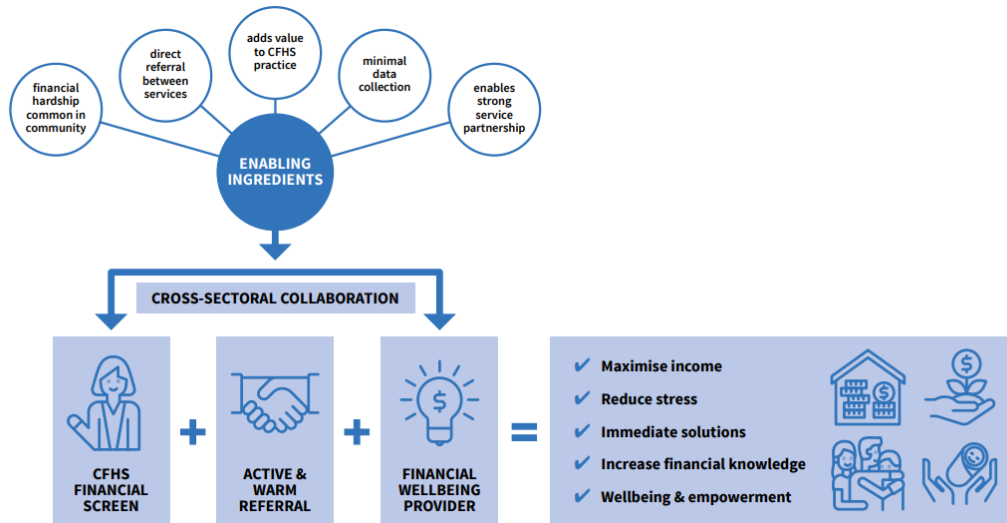 financial
hardship
common in
community
direct
referral
between
services
adds value
to CFHS
practice
minimal
data
collection
enables
strong
service
partnership
ENABLING
INGREDIENTS
CROSS-SECTORAL COLLABORATION
CFHS
FINANCIAL
SCREEN
+
ACTIVE &
WARM
REFERRAL
+
FINANCIAL
WELLBEING
PROVIDER
=
✔ Maximise income
✔ Reduce stress
✔ Immediate solutions
✔ Increase financial knowledge
✔ Wellbeing & empowerment
$
$
$